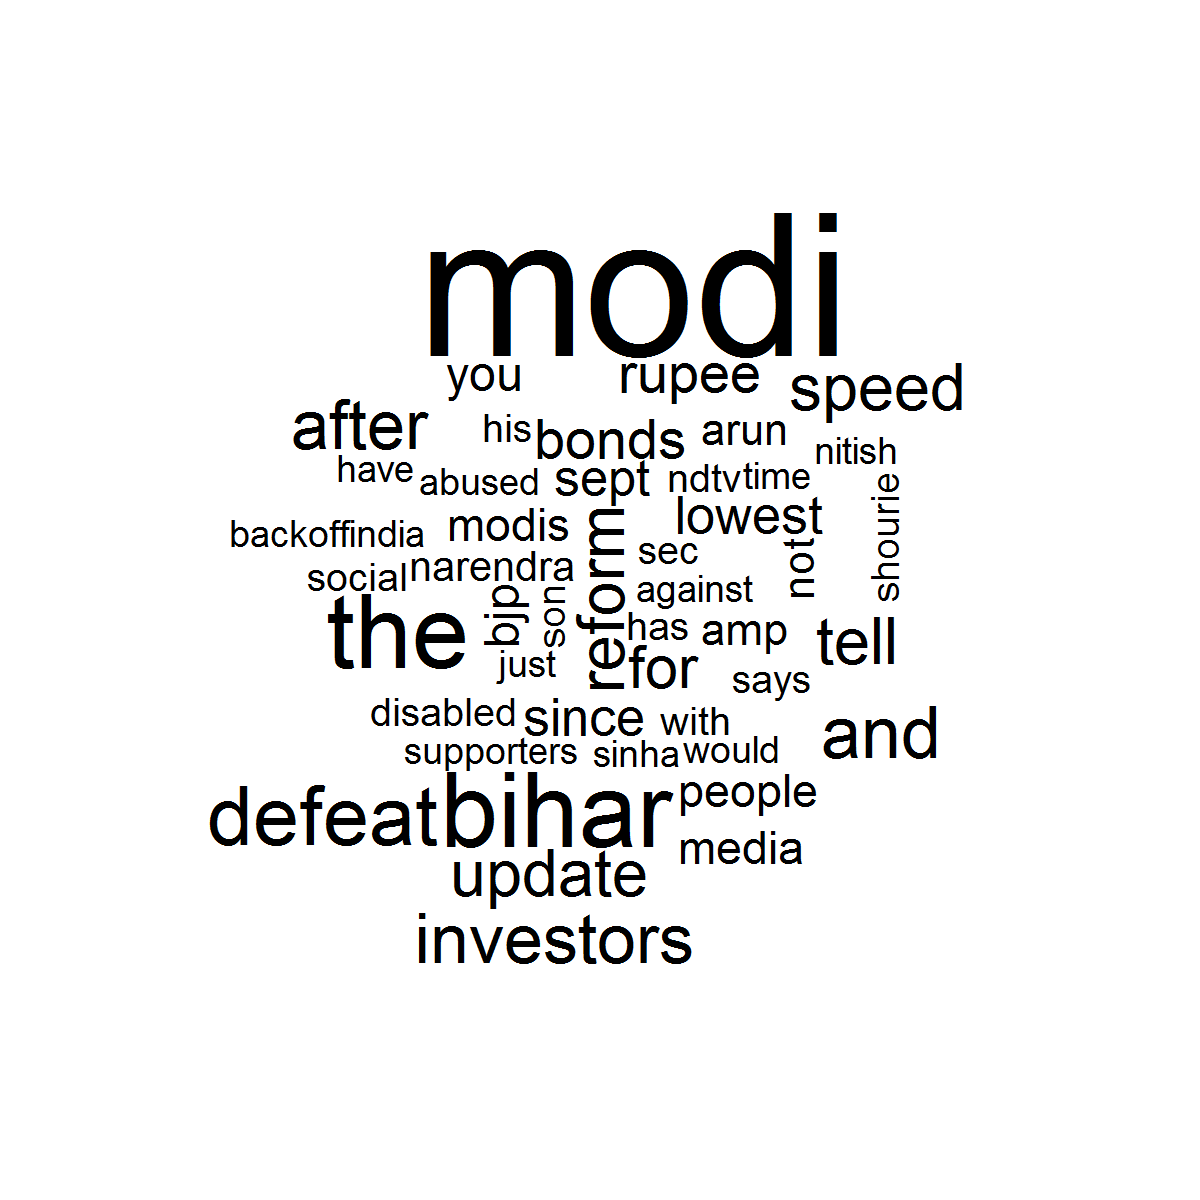 modi
you rupee speed
after his bonds arun nitish
have abused sept ndtv time
shourie
backoffindia modis reform lowest
social narendra sec not
the bjp son against
has amp tell
just for says
disabled since with and
supporters sinha would
defeat bihar people
update media
investors